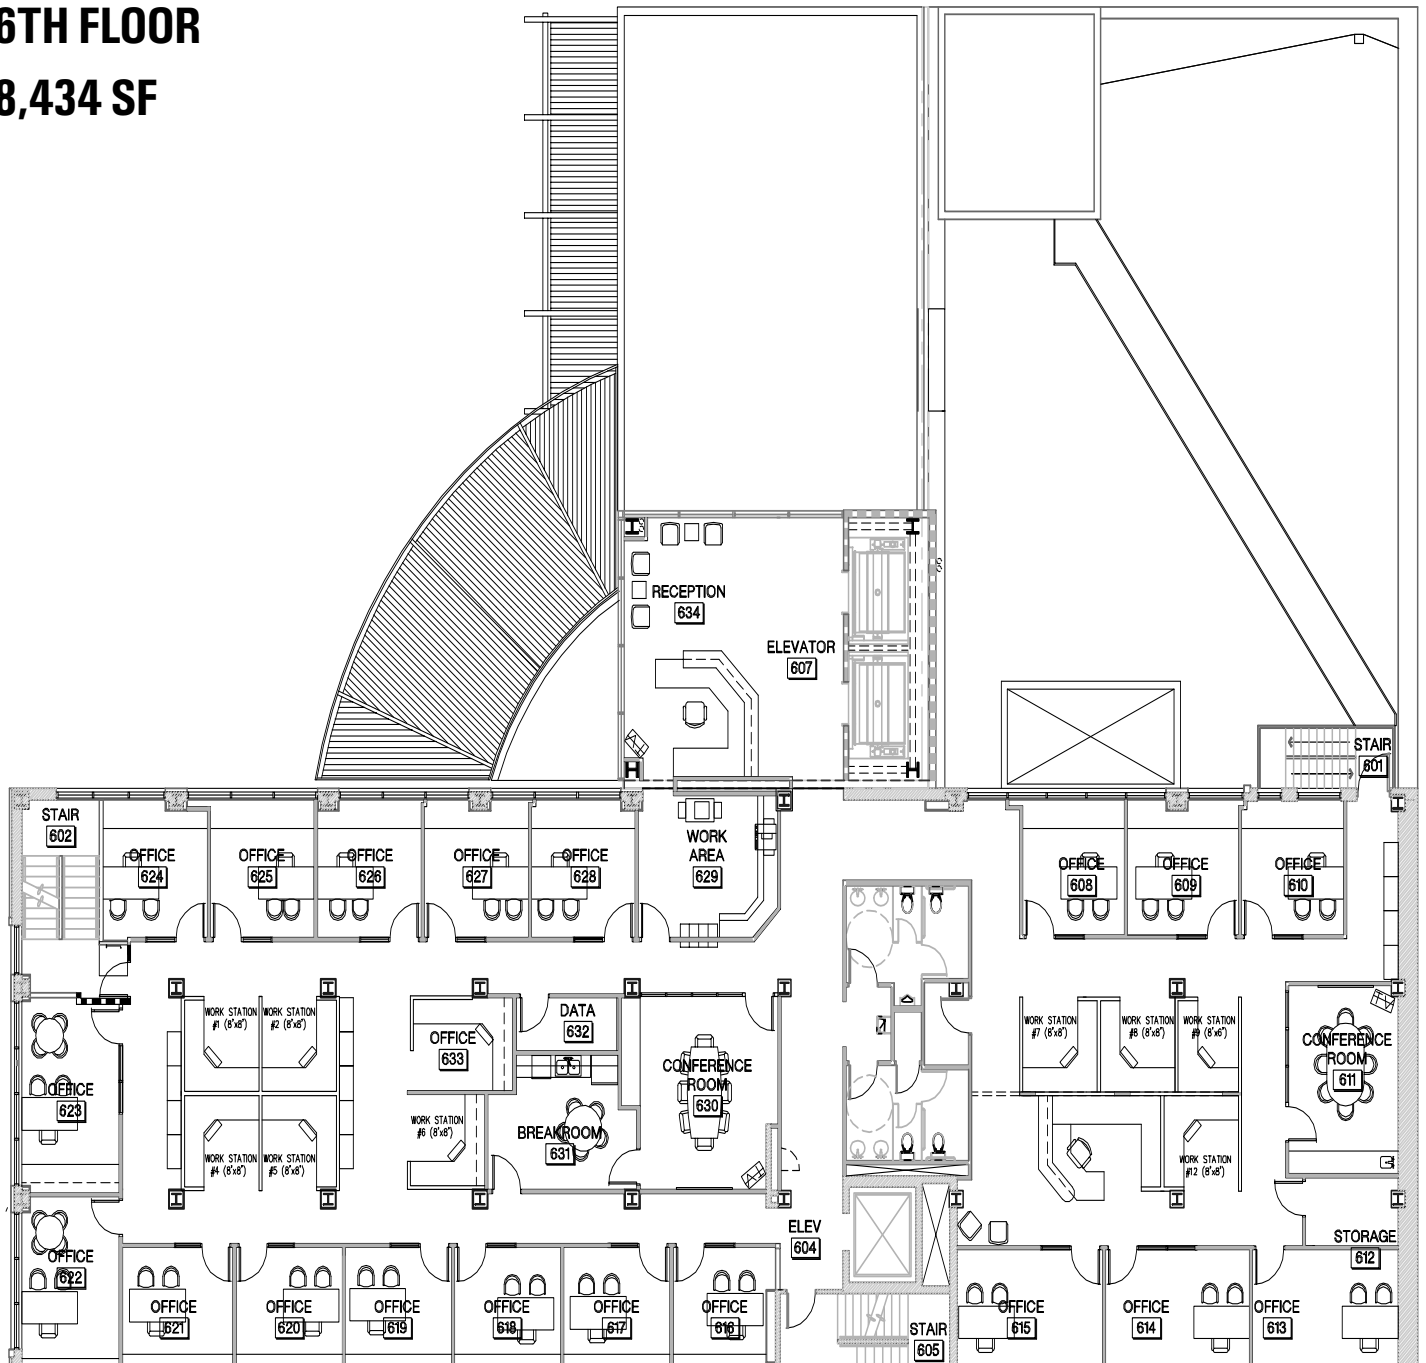 6TH FLOOR
8,434 SF
RECEPTION
634
ELEVATOR
607
STAIR
601
STAIR
602
OFFICE
624
OFFICE
625
OFFICE
626
OFFICE
627
OFFICE
628
WORK
AREA
629
OFFICE
608
OFFICE
609
OFFICE
610
WORK STATION
#1 (8'x8')
WORK STATION
#2 (8'x8')
OFFICE
633
DATA
632
CONFERENCE
ROOM
630
WORK STATION
#7 (8'x8')
WORK STATION
#8 (8'x8')
WORK STATION
#9 (8'x6')
CONFERENCE
ROOM
611
OFFICE
623
WORK STATION
#4 (8'x8')
WORK STATION
#5 (8'x8')
WORK STATION
#6 (8'x8')
BREAKROOM
631
WORK STATION
#12 (8'x8')
OFFICE
622
ELEV
604
STORAGE
612
OFFICE
621
OFFICE
620
OFFICE
619
OFFICE
618
OFFICE
617
OFFICE
616
STAIR
605
OFFICE
615
OFFICE
614
OFFICE
613